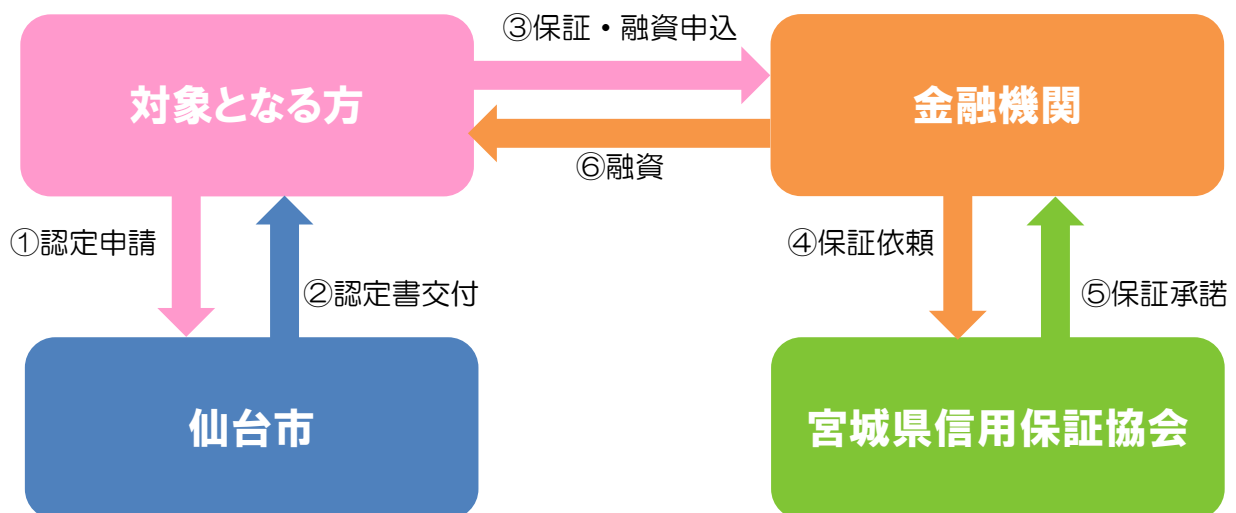 ③保証・融資申込
対象となる方
金融機関
⑥融資
①認定申請
②認定書交付
④保証依頼
⑤保証承諾
仙台市
宮城県信用保証協会